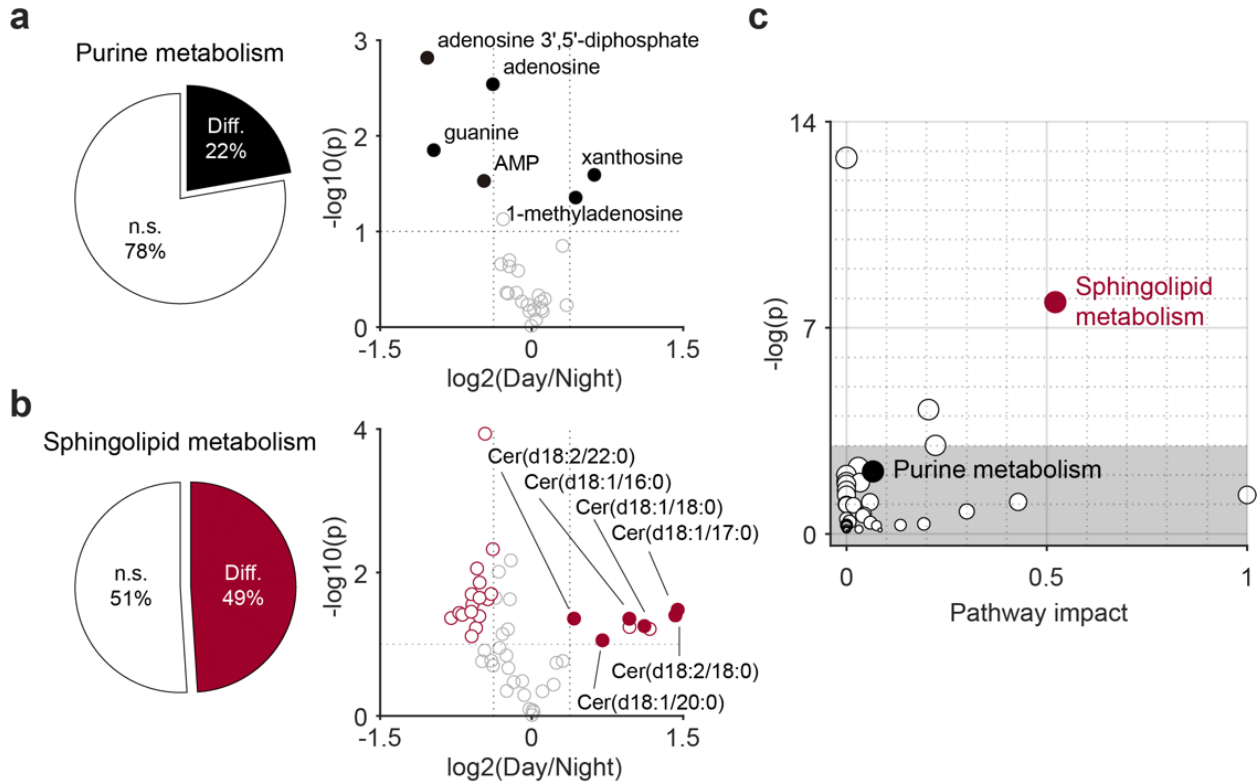 a
Purine metabolism
Diff.
22%
n.s.
78%
-log10(p)
3
2
1
0
-1.5
0
1.5
log2(Day/Night)
adenosine 3',5'-diphosphate
adenosine
guanine
AMP
xanthosine
1-methyladenosine
b
Sphingolipid metabolism
n.s.
51%
Diff.
49%
-log10(p)
4
2
0
-1.5
0
1.5
log2(Day/Night)
Cer(d18:2/22:0)
Cer(d18:1/16:0)
Cer(d18:1/18:0)
Cer(d18:1/17:0)
Cer(d18:2/18:0)
Cer(d18:1/20:0)
c
-log(p)
14
7
0
0
0.5
1
Pathway impact
Sphingolipid
metabolism
Purine metabolism